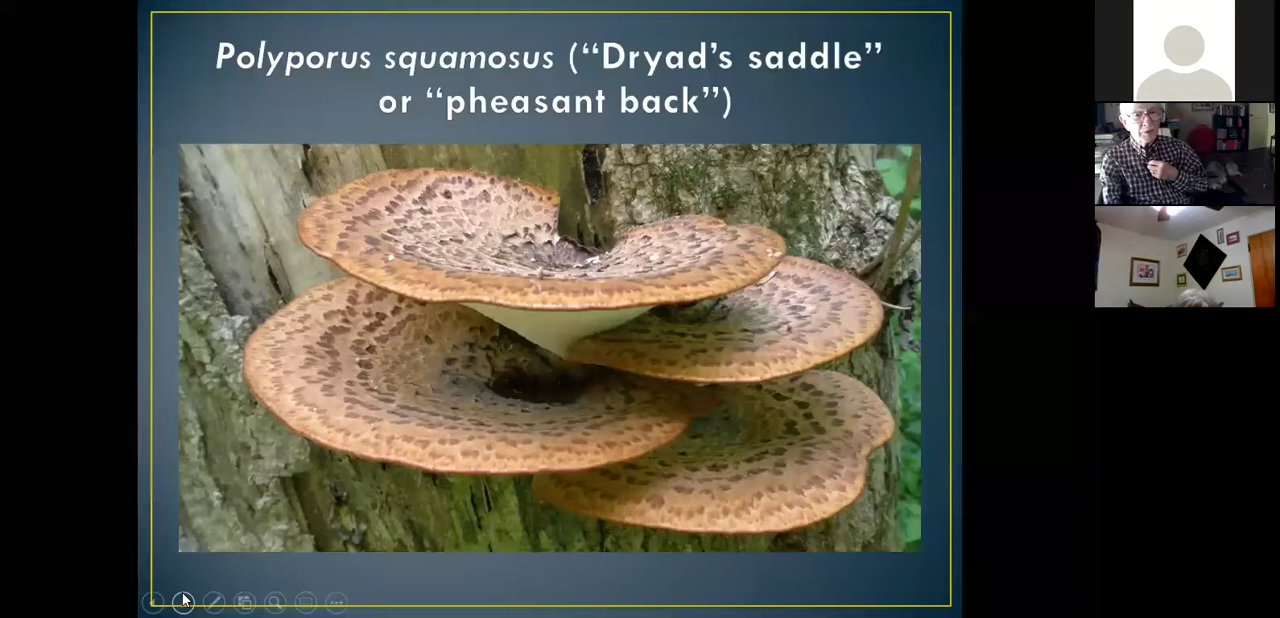 Polyporus squamosus (“Dryad’s saddle”
or “pheasant back”)